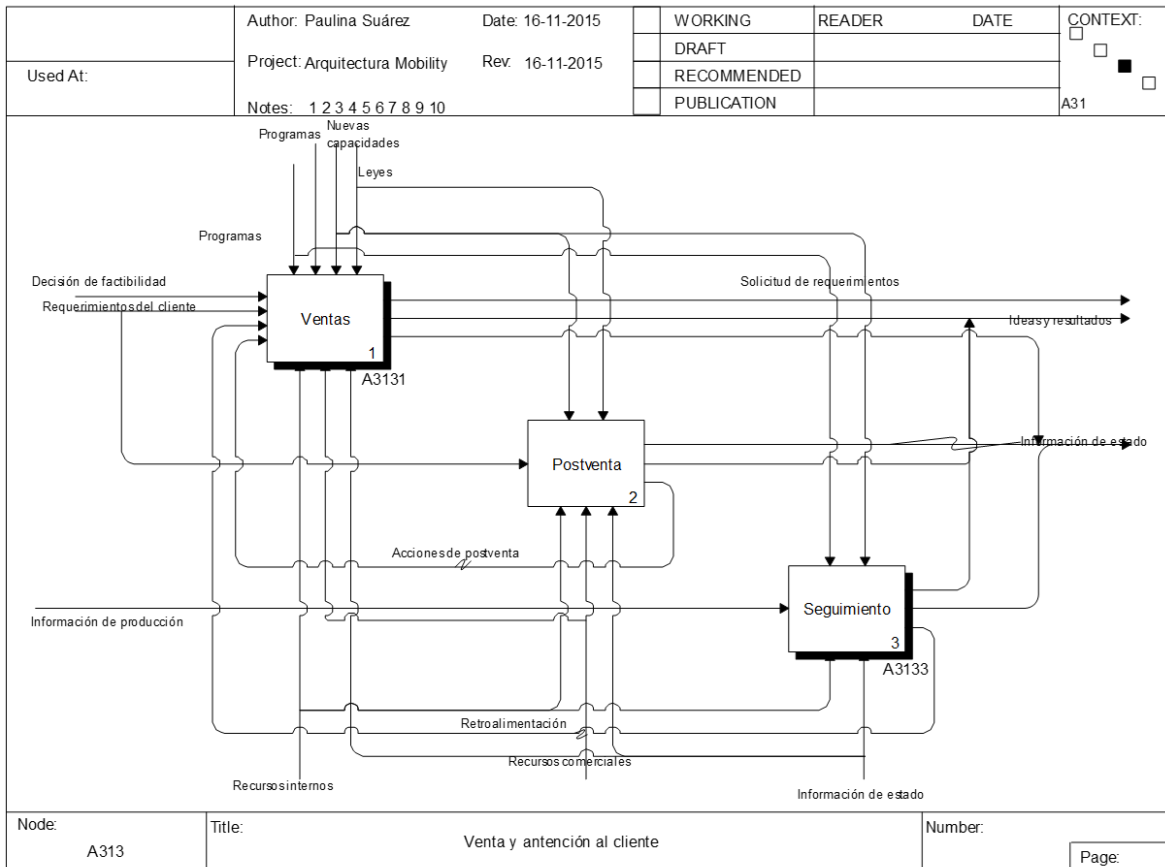 Used At:
Author: Paulina Suárez
Date: 16-11-2015
Project: Arquitectura Mobility
Rev: 16-11-2015
Notes: 1 2 3 4 5 6 7 8 9 10
WORKING
DRAFT
RECOMMENDED
PUBLICATION
READER
DATE
CONTEXT:
A31
Programas
Nuevas
capacidades
Leyes
Programas
Decisión de factibilidad
Requerimientos del cliente
Ventas
1
A3131
Solicitud de requerimientos
Ideas y resultados
Información de estado
Postventa
2
Acciones de postventa
Información de producción
Seguimiento
3
A3133
Retroalimentación
Recursos comerciales
Recursos internos
Información de estado
Node:
A313
Title:
Venta y antención al cliente
Number:
Page: